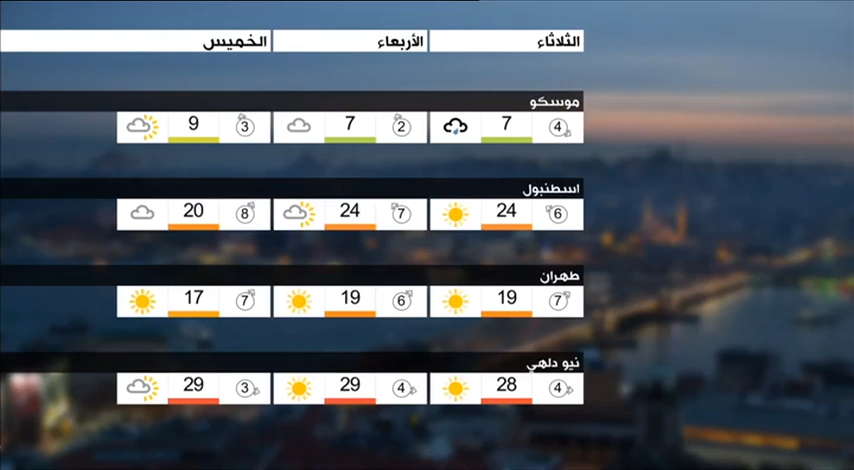 الثلاثاء الأربعاء الخميس
موسكو
4 7 2 7 3 9
اسطنبول
6 24 7 24 8 20
طهران
7 19 6 19 7 17
نيو دلهي
4 28 4 29 3 29